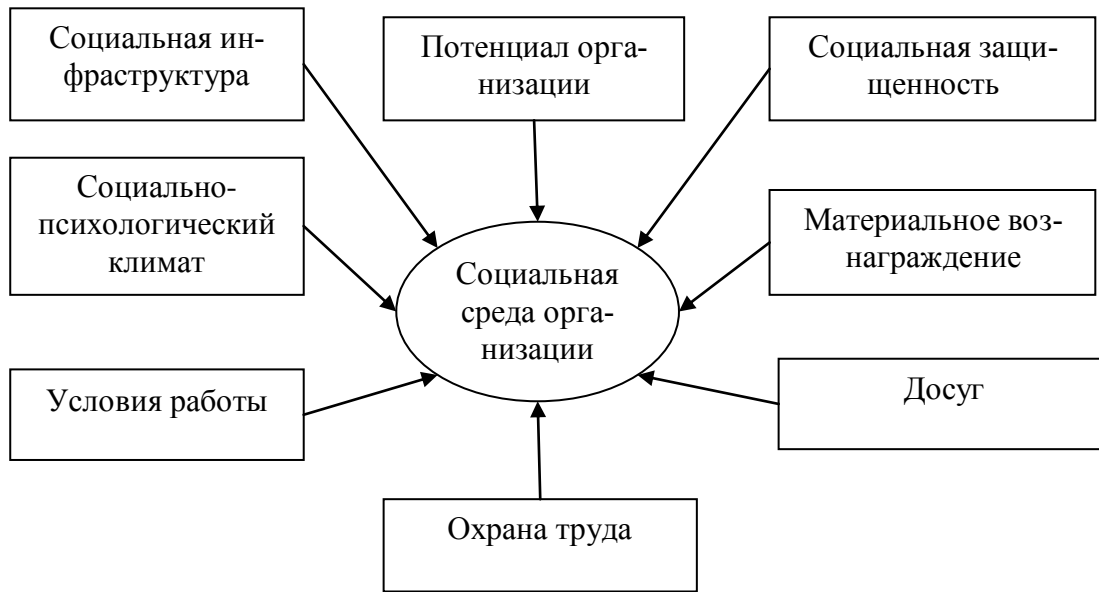 Социальная ин-
фраструктура
Потенциал орга-
низации
Социальная защи-
щенность
Социально-
психологический
климат
Материальное воз-
награждение
Социальная
среда орга-
низации
Условия работы
Досуг
Охрана труда